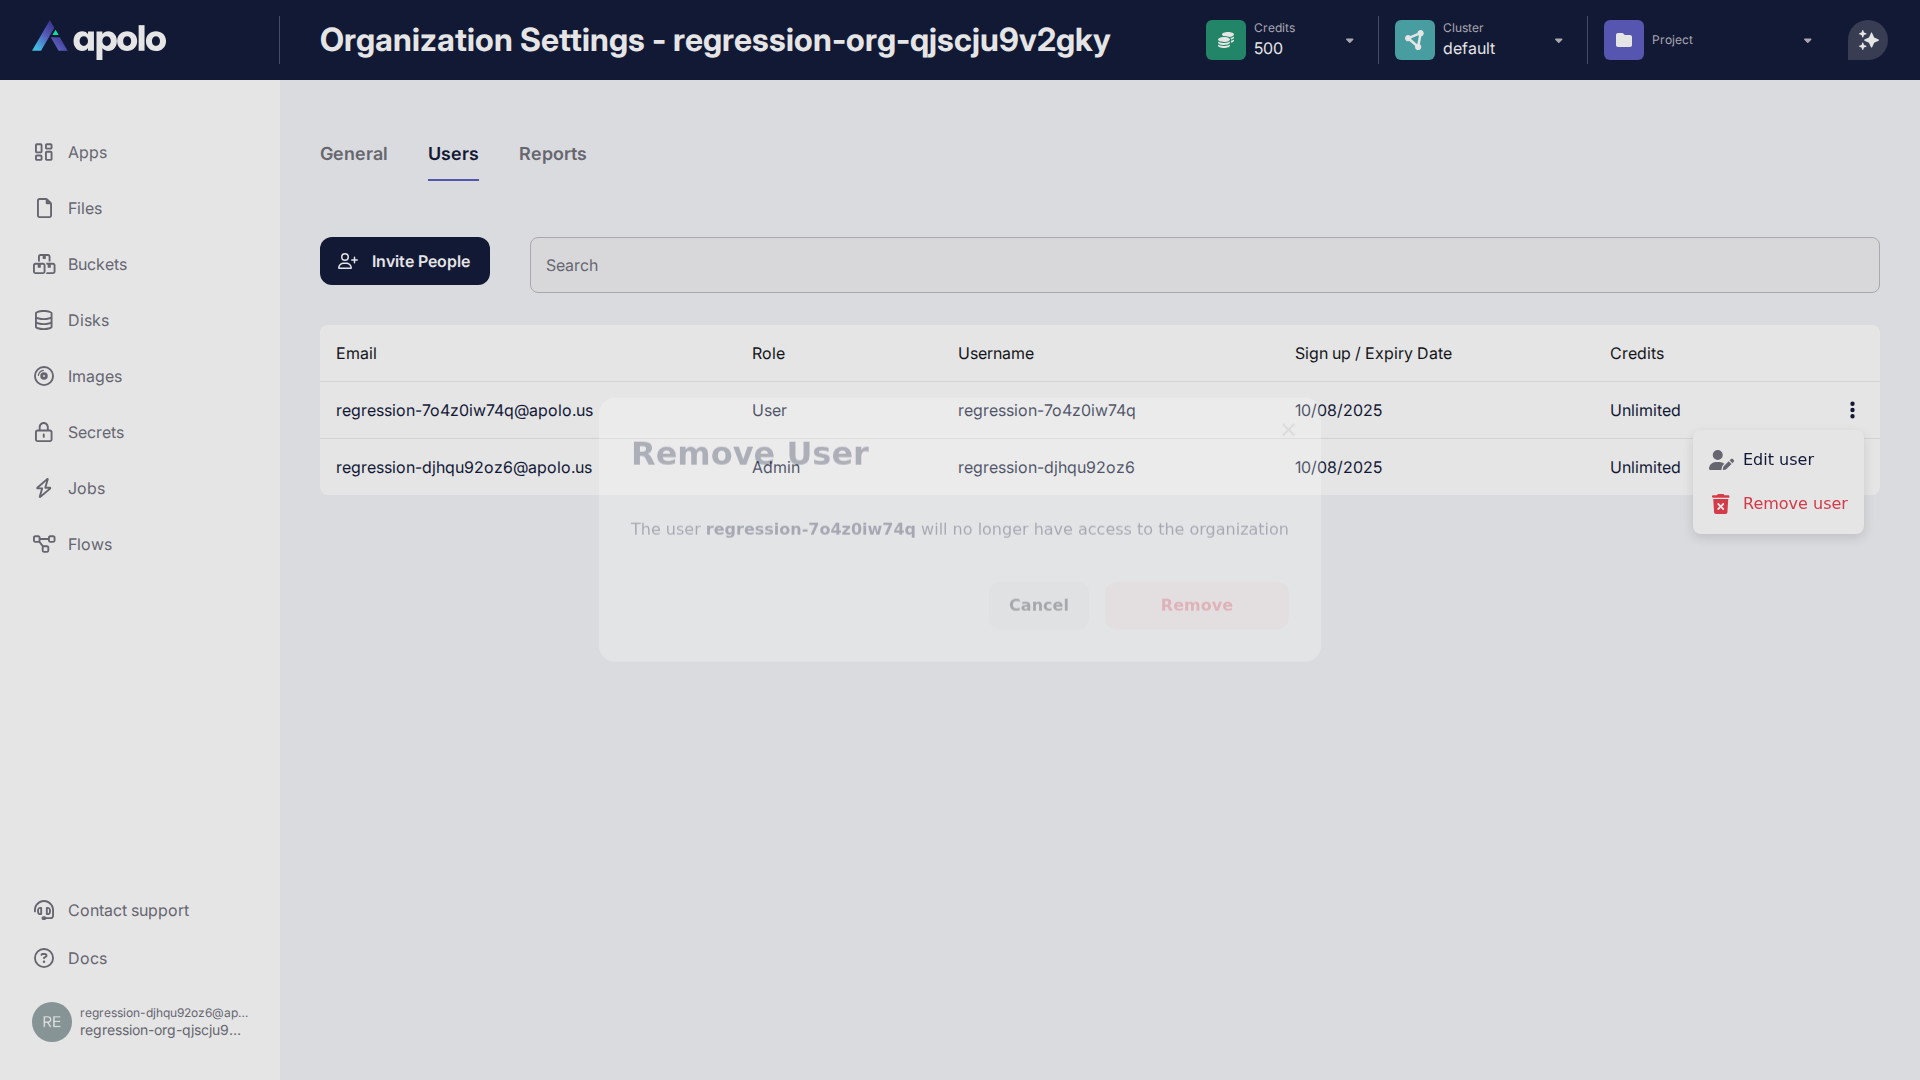 apolo
Organization Settings - regression-org-qjscju9v2gky
Credits
500
Cluster
default
Project
Apps
Files
Buckets
Disks
Images
Secrets
Jobs
Flows
General Users Reports
Invite People
Search
Email Role Username Sign up / Expiry Date Credits
regression-7o4z0iw74q@apolo.us User regression-7o4z0iw74q 10/08/2025 Unlimited
regression-djhqu92oz6@apolo.us Admin regression-djhqu92oz6 10/08/2025 Unlimited
Edit user
Remove user
Remove User
The user regression-7o4z0iw74q will no longer have access to the organization
Cancel Remove
Contact support
Docs
RE
regression-djhqu92oz6@ap...
regression-org-qjscju9...